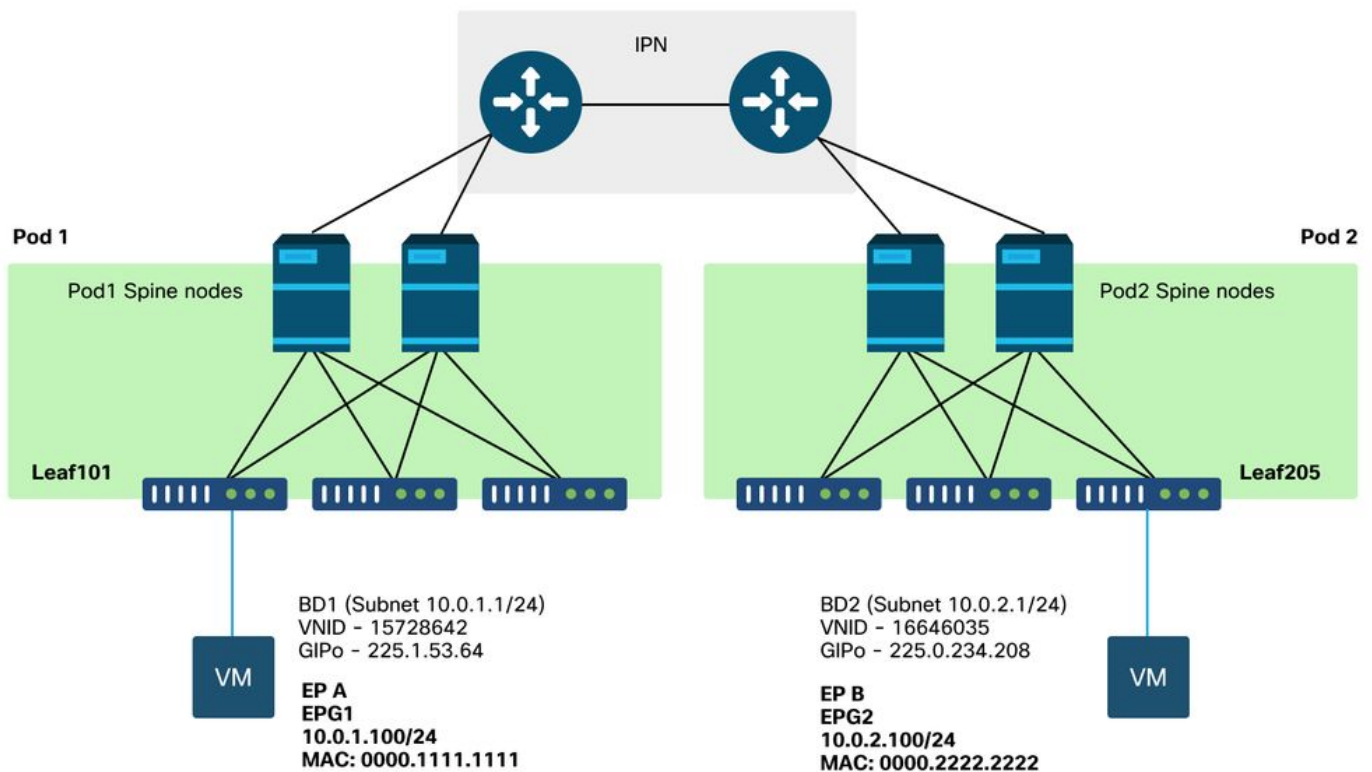 IPN
Pod 1
Pod 2
Pod1 Spine nodes
Pod2 Spine nodes
Leaf101
Leaf205
VM
BD1 (Subnet 10.0.1.1/24)
VNID - 15728642
GIPo - 225.1.53.64
EP A
EPG1
10.0.1.100/24
MAC: 0000.1111.1111
BD2 (Subnet 10.0.2.1/24)
VNID - 16646035
GIPo - 225.0.234.208
EP B
EPG2
10.0.2.100/24
MAC: 0000.2222.2222
VM